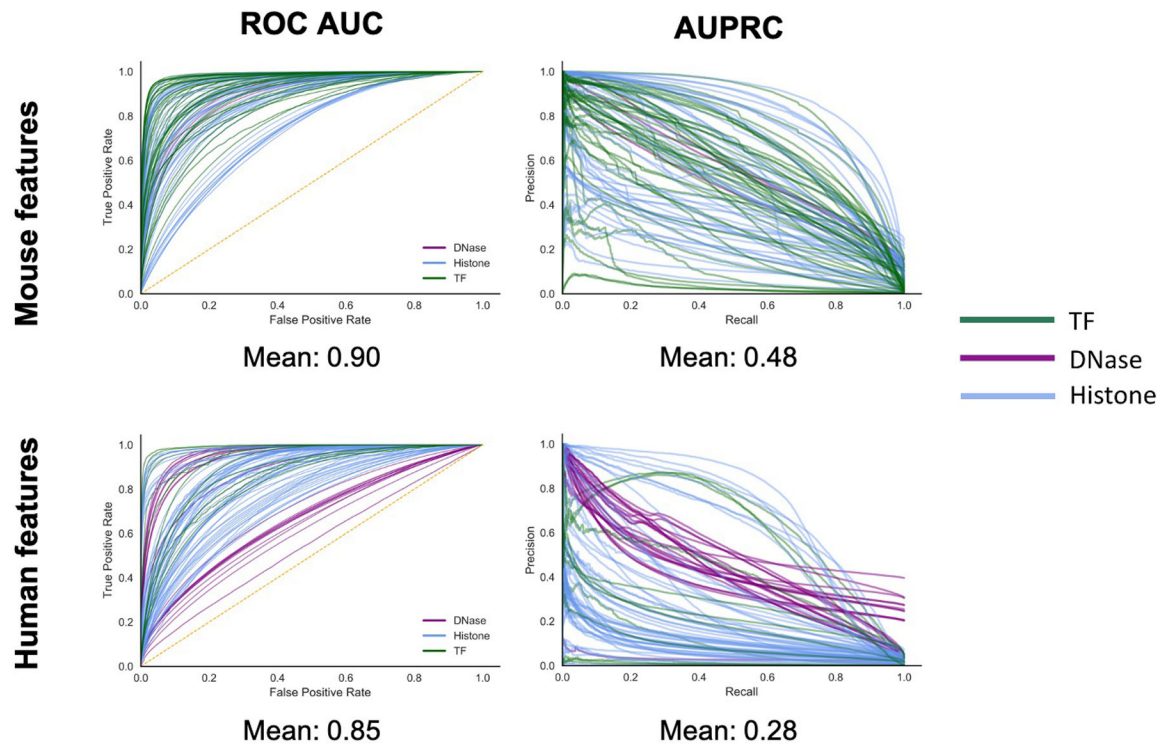 ROC AUC
AUPRC
Mouse features
True Positive Rate
1.0
0.8
0.6
0.4
0.2
0.0
0.0 0.2 0.4 0.6 0.8 1.0
False Positive Rate
DNase
Histone
TF
Mean: 0.90
Precision
1.0
0.8
0.6
0.4
0.2
0.0
0.0 0.2 0.4 0.6 0.8 1.0
Recall
Mean: 0.48
TF
DNase
Histone
Human features
True Positive Rate
1.0
0.8
0.6
0.4
0.2
0.0
0.0 0.2 0.4 0.6 0.8 1.0
False Positive Rate
DNase
Histone
TF
Mean: 0.85
Precision
1.0
0.8
0.6
0.4
0.2
0.0
0.0 0.2 0.4 0.6 0.8 1.0
Recall
Mean: 0.28